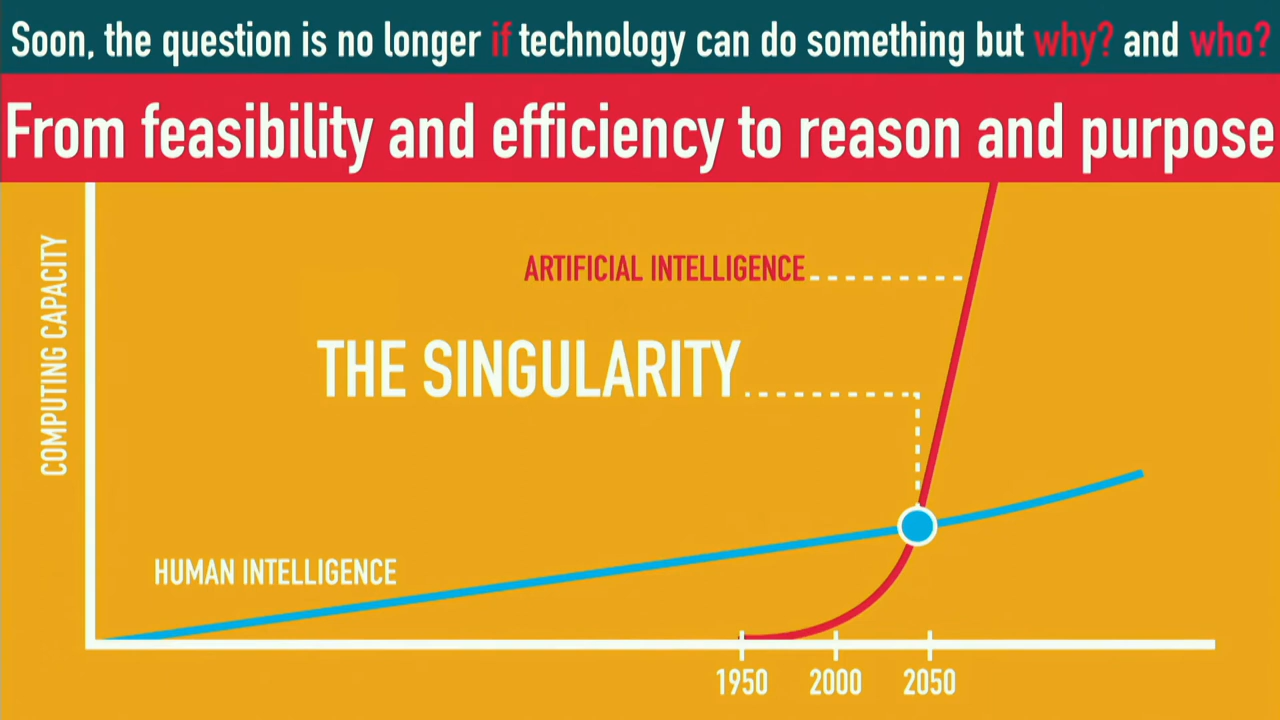 Soon, the question is no longer if technology can do something but why? and who?
From feasibility and efficiency to reason and purpose
COMPUTING CAPACITY
ARTIFICIAL INTELLIGENCE
THE SINGULARITY
HUMAN INTELLIGENCE
1950 2000 2050